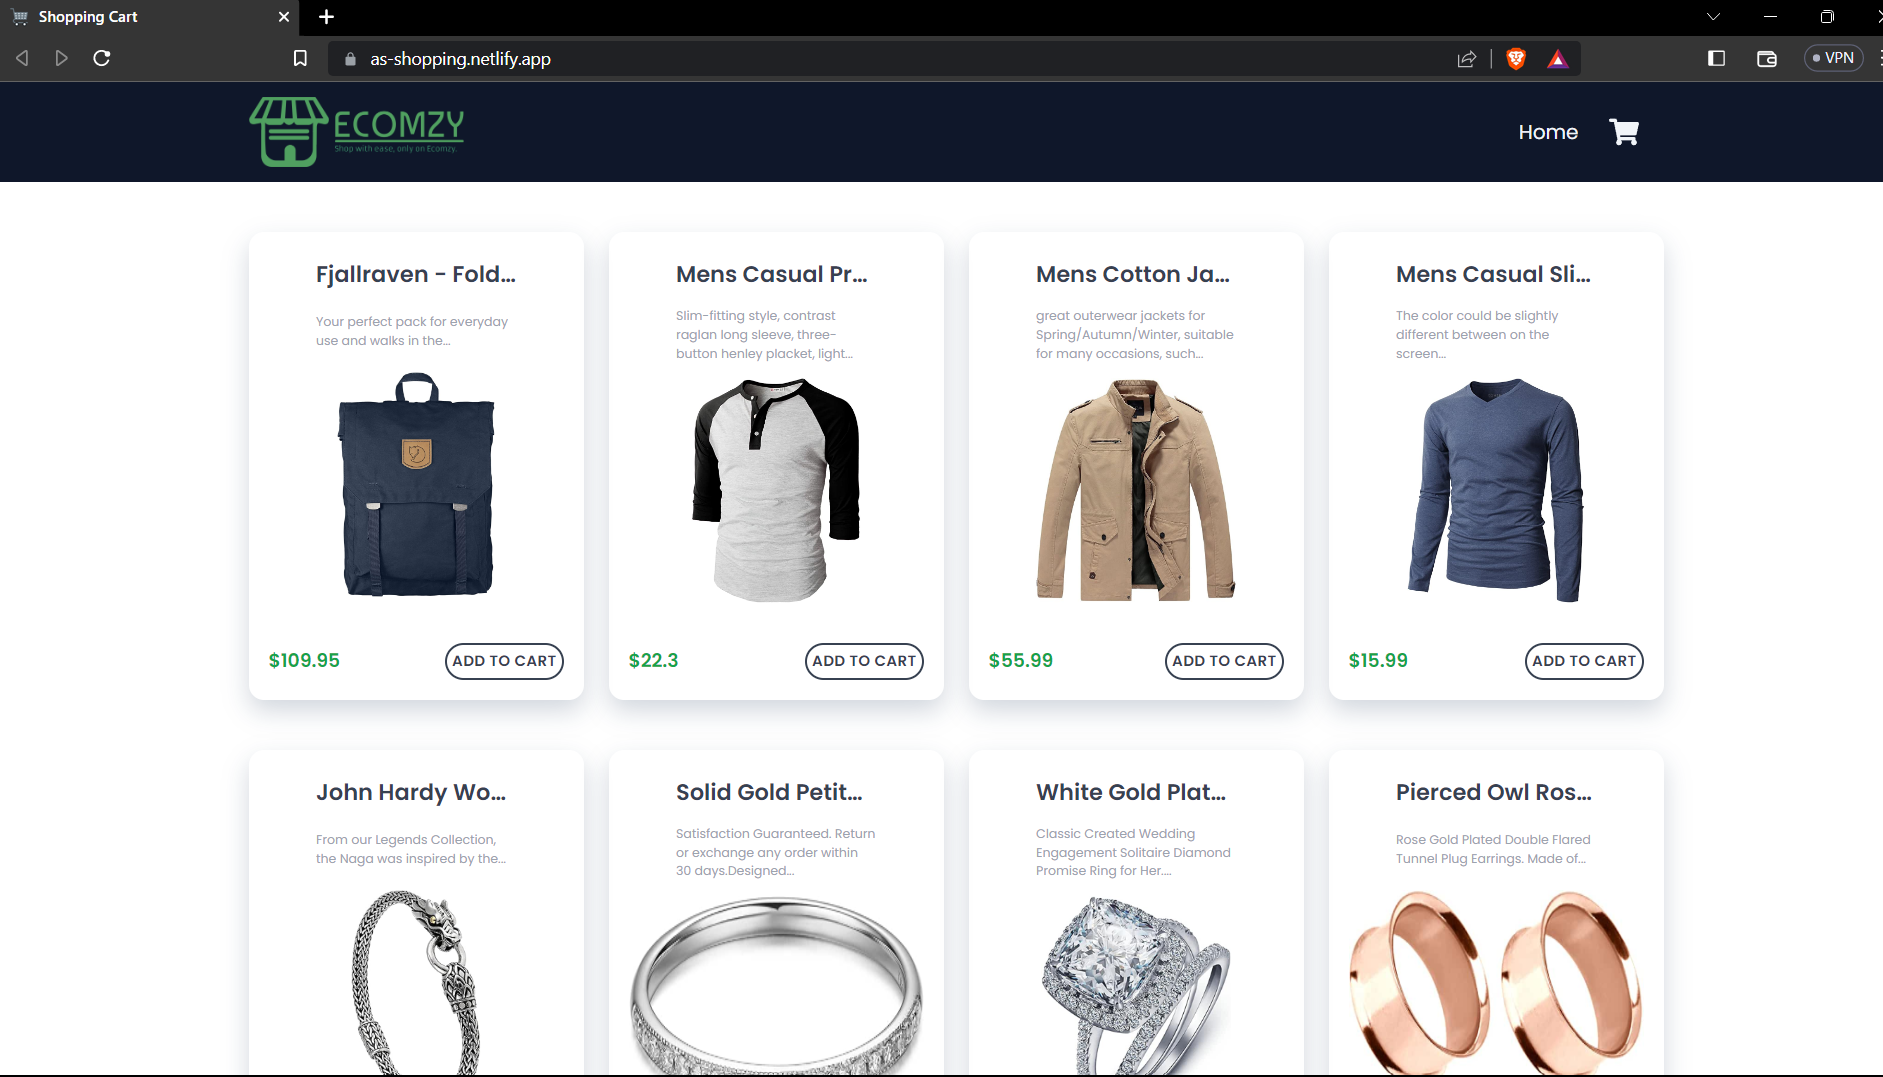 Shopping Cart
as-shopping.netlify.app
VPN
ECOMZY
Shop with ease, only on Ecomzy.
Home
Fjallraven - Fold...
Your perfect pack for everyday
use and walks in the...
$109.95
ADD TO CART
Mens Casual Pr...
Slim-fitting style, contrast
raglan long sleeve, three-
button henley placket, light...
$22.3
ADD TO CART
Mens Cotton Ja...
great outerwear jackets for
Spring/Autumn/Winter, suitable
for many occasions, such...
$55.99
ADD TO CART
Mens Casual Sli...
The color could be slightly
different between on the
screen...
$15.99
ADD TO CART
John Hardy Wo...
From our Legends Collection,
the Naga was inspired by the...
Solid Gold Petit...
Satisfaction Guaranteed. Return
or exchange any order within
30 days.Designed...
White Gold Plat...
Classic Created Wedding
Engagement Solitaire Diamond
Promise Ring for Her....
Pierced Owl Ros...
Rose Gold Plated Double Flared
Tunnel Plug Earrings. Made of...